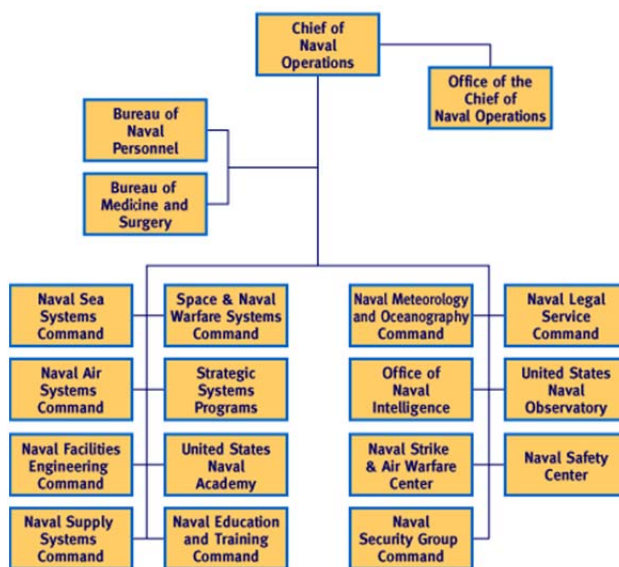 Chief of
Naval
Operations
Office of the
Chief of
Naval Operations
Bureau of
Naval
Personnel
Bureau of
Medicine and
Surgery
Naval Sea
Systems
Command
Space & Naval
Warfare Systems
Command
Naval Meteorology
and Oceanography
Command
Naval Legal
Service
Command
Naval Air
Systems
Command
Strategic
Systems
Programs
Office of
Naval
Intelligence
United States
Naval
Observatory
Naval Facilities
Engineering
Command
United States
Naval
Academy
Naval Strike
& Air Warfare
Center
Naval Safety
Center
Naval Supply
Systems
Command
Naval Education
and Training
Command
Naval
Security Group
Command